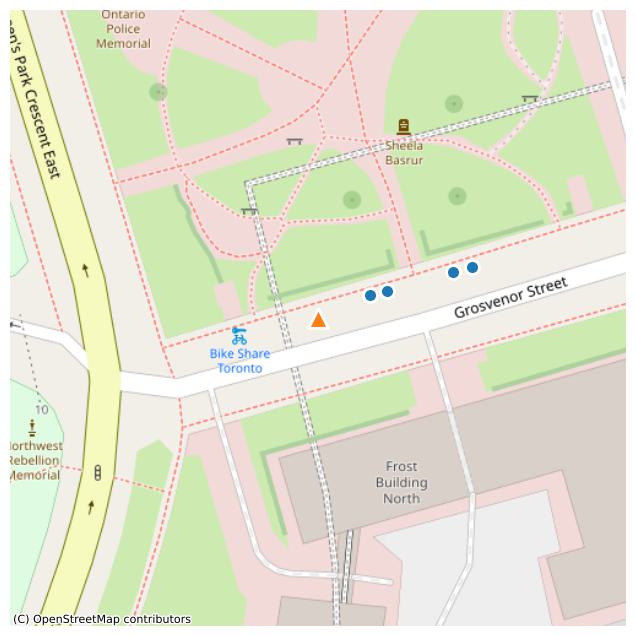 Ontario
Police
Memorial
en's Park Crescent East
Sheela
Basrur
Grosvenor Street
Bike Share
Toronto
10
lorthwest
Rebellion
Memorial
Frost
Building
North
(C) OpenStreetMap contributors